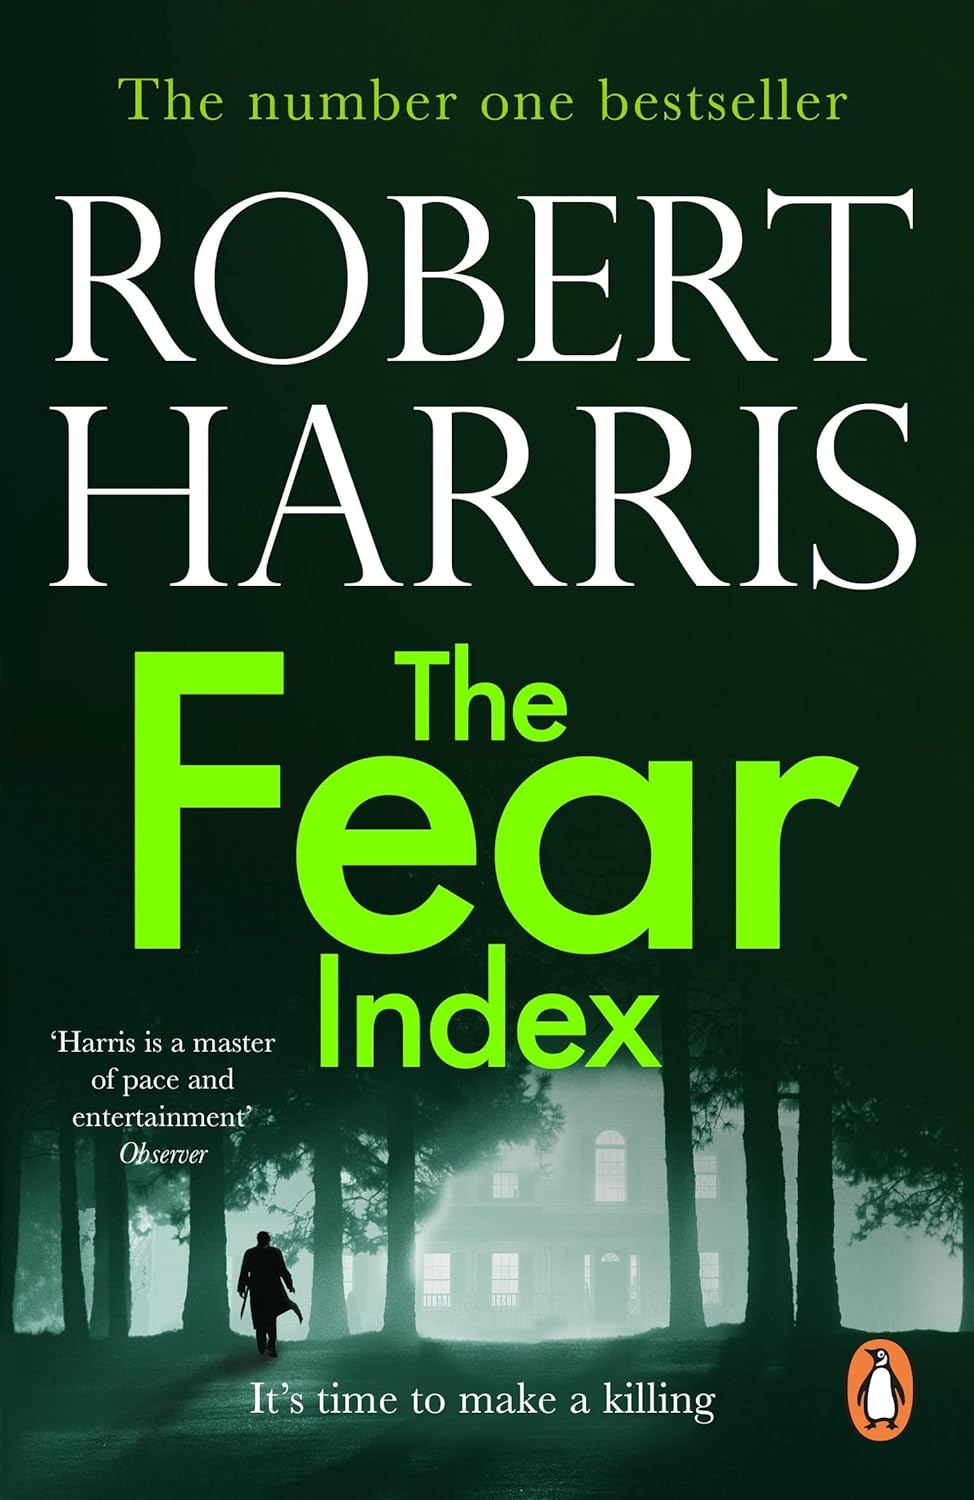 The number one bestseller
ROBERT
HARRIS
The
Fear
Index
‘Harris is a master
of pace and
entertainment’
Observer
It’s time to make a killing